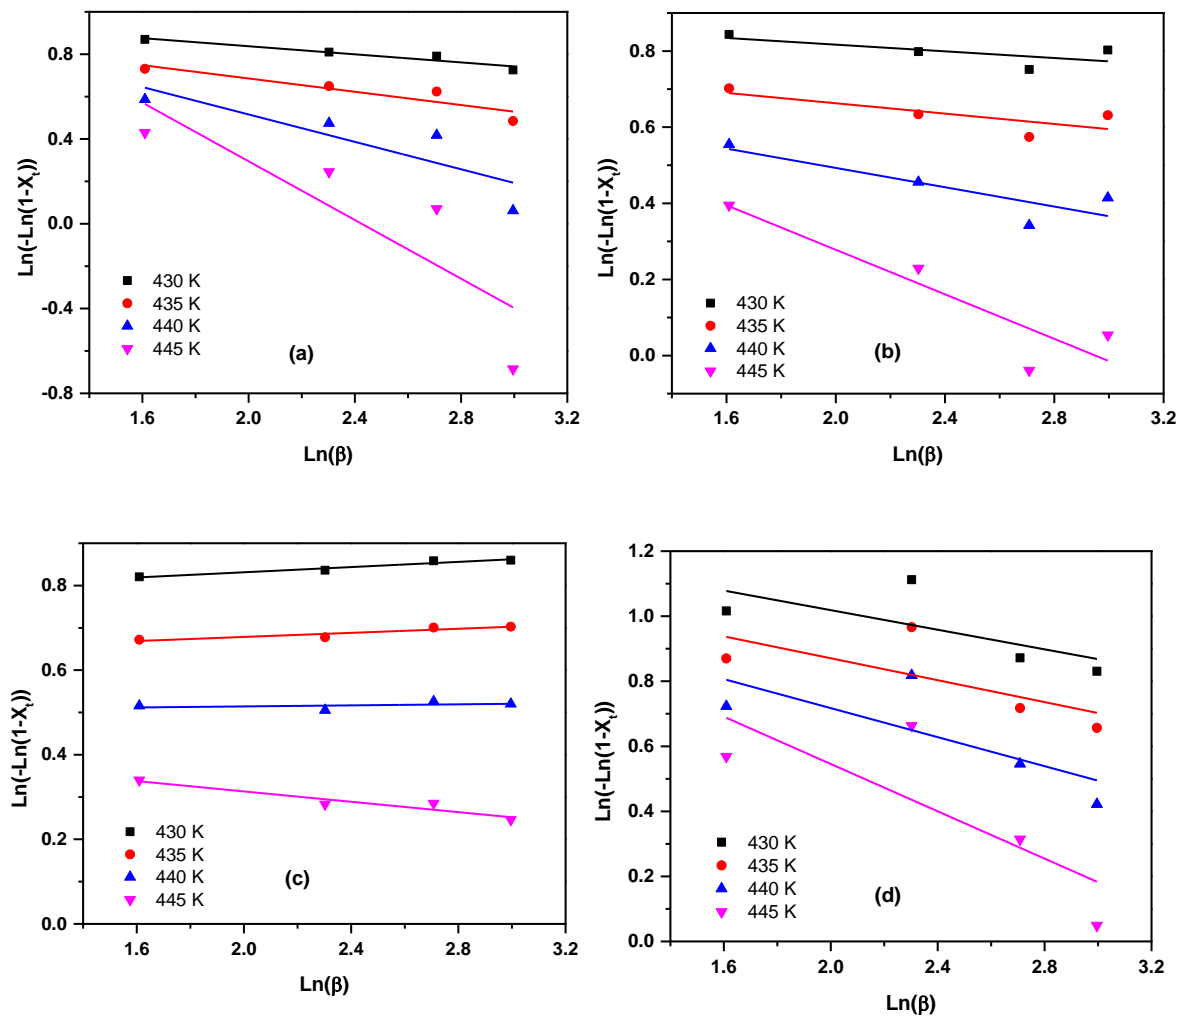 Ln(-Ln(1-Xt))
0.8
0.4
0.0
-0.4
-0.8
430 K
435 K
440 K
445 K
(a)
1.6 2.0 2.4 2.8 3.2
Ln(β)
Ln(-Ln(1-Xt))
0.8
0.6
0.4
0.2
0.0
430 K
435 K
440 K
445 K
(b)
1.6 2.0 2.4 2.8 3.2
Ln(β)
Ln(-Ln(1-Xt))
0.8
0.6
0.4
0.2
0.0
430 K
435 K
440 K
445 K
(c)
1.6 2.0 2.4 2.8 3.2
Ln(β)
Ln(-Ln(1-Xt))
1.2
1.0
0.8
0.6
0.4
0.2
0.0
430 K
435 K
440 K
445 K
(d)
1.6 2.0 2.4 2.8 3.2
Ln(β)